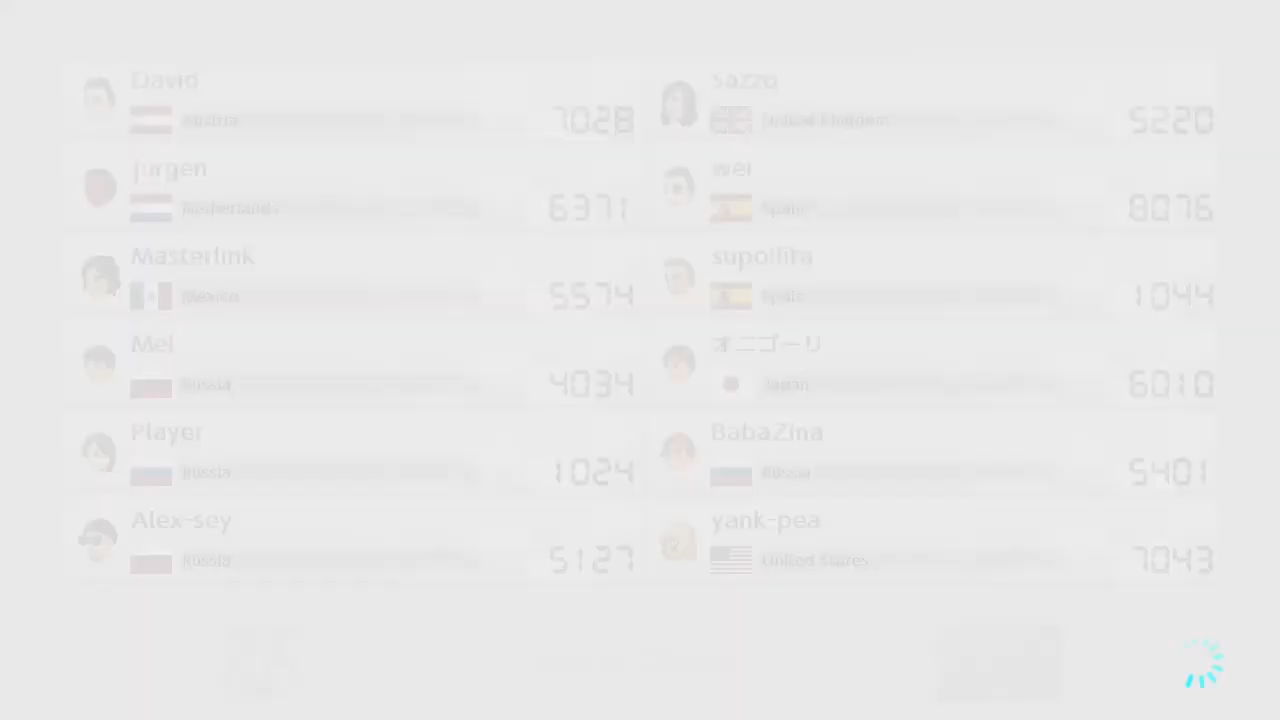 David
Austria
7028
Jurgen
Netherlands
6371
Masterlink
Mexico
5574
Mel
Russia
4034
Player
Russia
1024
Alex-sey
Russia
5127
sazzo
United Kingdom
5220
wei
Spain
8076
supollita
Spain
1044
オニゴーU
Japan
6010
BabaZina
Russia
5401
yank-pea
United States
7043